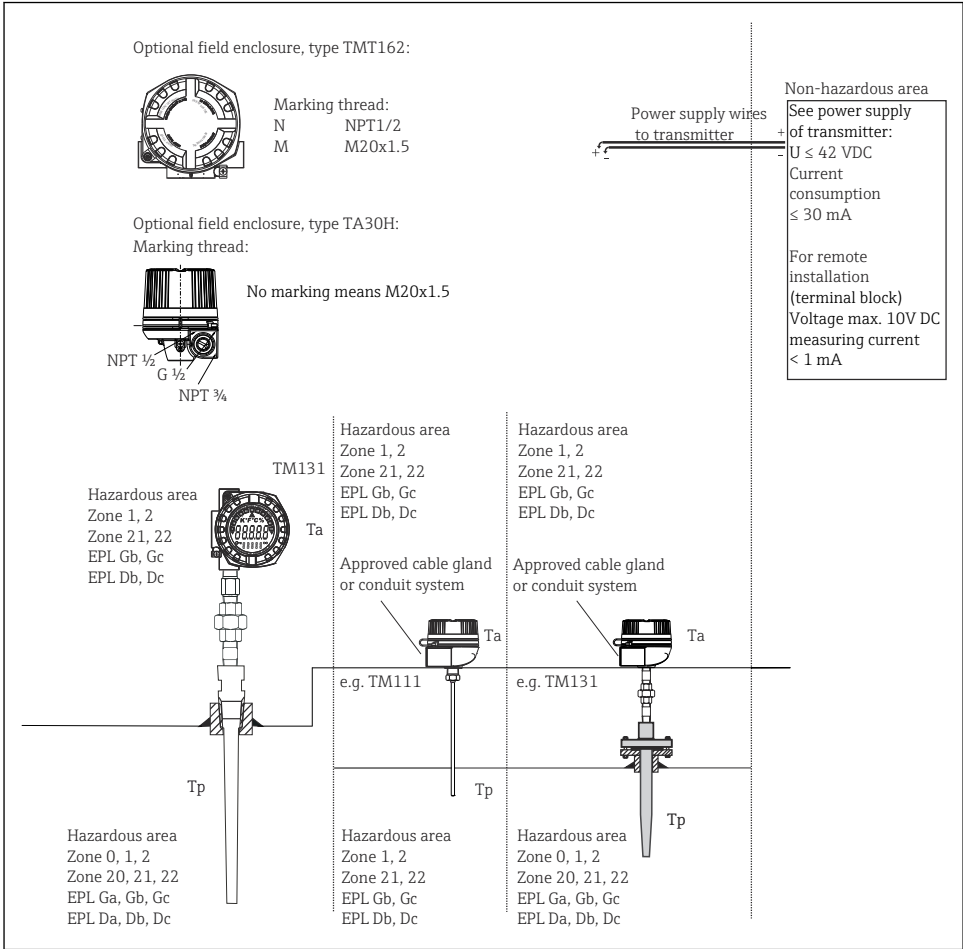 Optional field enclosure, type TMT162:
Marking thread:
N NPT1/2
M M20x1.5
Optional field enclosure, type TA30H:
Marking thread:
No marking means M20x1.5
NPT ½
G ½
NPT ¾
Power supply wires
to transmitter
+
-
+
-
Non-hazardous area
See power supply
of transmitter:
U ≤ 42 VDC
Current
consumption
≤ 30 mA
For remote
installation
(terminal block)
Voltage max. 10V DC
measuring current
< 1 mA
TM131
Hazardous area
Zone 1, 2
Zone 21, 22
EPL Gb, Gc
EPL Db, Dc
K°F°C%
Ta
Tp
Hazardous area
Zone 0, 1, 2
Zone 20, 21, 22
EPL Ga, Gb, Gc
EPL Da, Db, Dc
Hazardous area
Zone 1, 2
Zone 21, 22
EPL Gb, Gc
EPL Db, Dc
Approved cable gland
or conduit system
Ta
e.g. TM111
Tp
Hazardous area
Zone 1, 2
Zone 21, 22
EPL Gb, Gc
EPL Db, Dc
Hazardous area
Zone 1, 2
Zone 21, 22
EPL Gb, Gc
EPL Db, Dc
Approved cable gland
or conduit system
Ta
e.g. TM131
Tp
Hazardous area
Zone 0, 1, 2
Zone 20, 21, 22
EPL Ga, Gb, Gc
EPL Da, Db, Dc